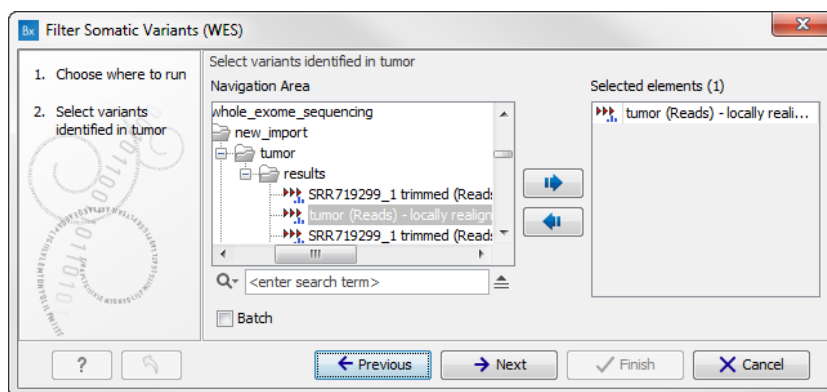 Bx Filter Somatic Variants (WES)
1. Choose where to run
2. Select variants
identified in tumor
Select variants identified in tumor
Navigation Area
whole_exome_sequencing
new_import
tumor
results
SRR719299_1 trimmed (Reads
tumor (Reads) - locally realign
SRR719299_1 trimmed (Reads
<enter search term>
Batch
Selected elements (1)
tumor (Reads) - locally reali...
?
Previous
Next
Finish
Cancel